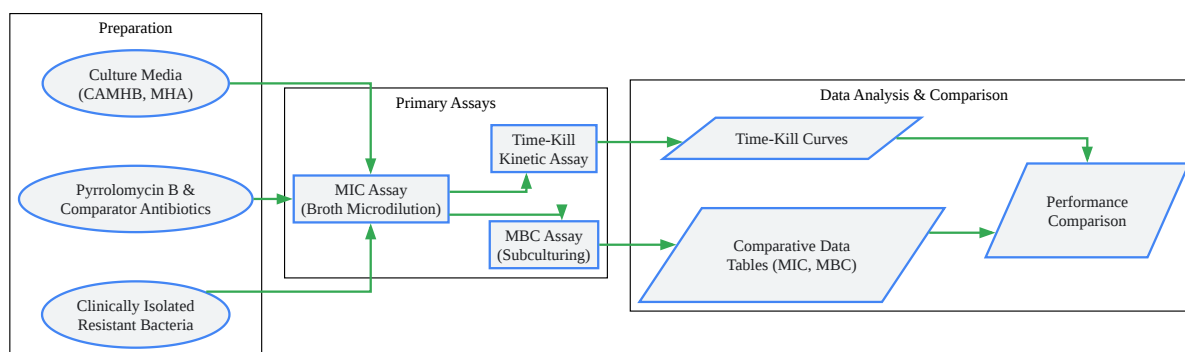 Preparation
Culture Media
(CAMHB, MHA)
Pyrrolomycin B &
Comparator Antibiotics
Clinically Isolated
Resistant Bacteria
Primary Assays
MIC Assay
(Broth Microdilution)
Time-Kill
Kinetic Assay
MBC Assay
(Subculturing)
Data Analysis & Comparison
Time-Kill Curves
Comparative Data
Tables (MIC, MBC)
Performance
Comparison